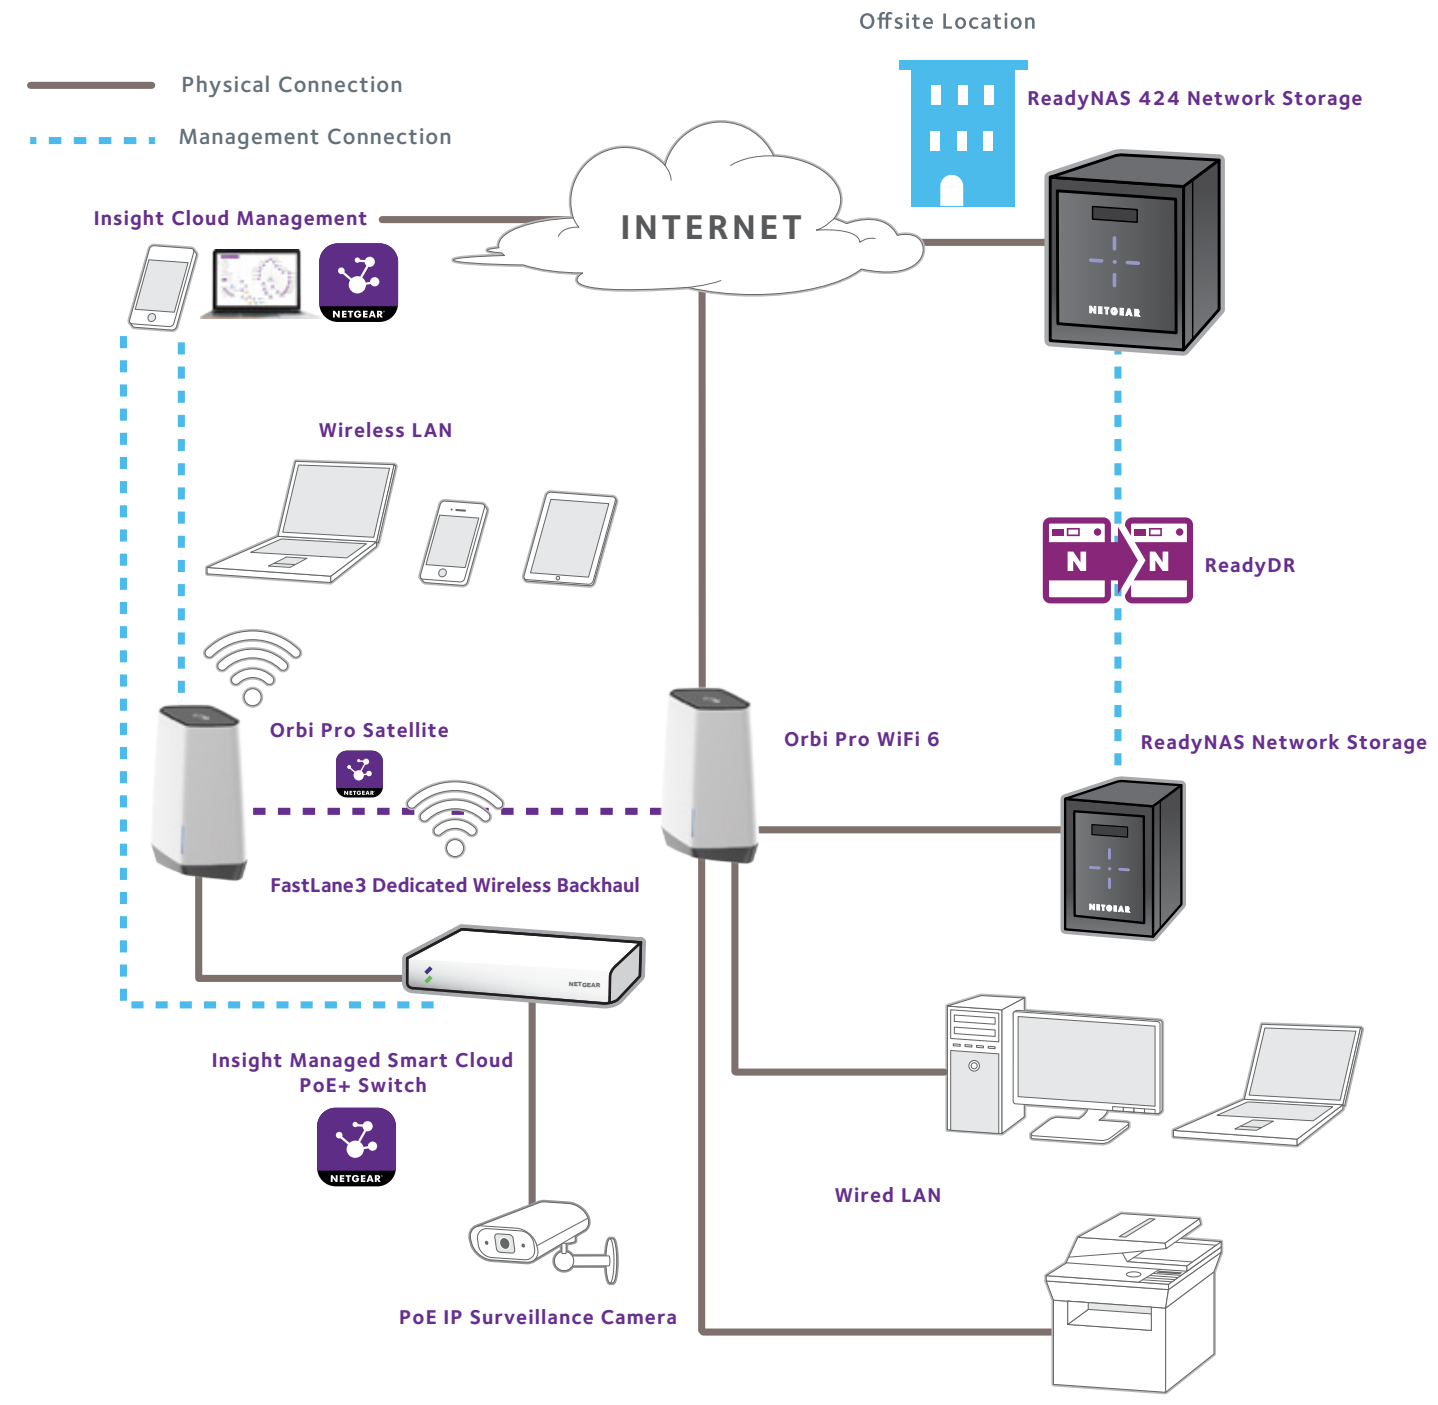 Offsite Location
Physical Connection
ReadyNAS 424 Network Storage
Management Connection
Insight Cloud Management
INTERNET
NETGEAR
NETGEAR
Wireless LAN
N
N
ReadyDR
Orbi Pro Satellite
Orbi Pro WiFi 6
ReadyNAS Network Storage
NETGEAR
FastLane3 Dedicated Wireless Backhaul
NETGEAR
NETGEAR
Insight Managed Smart Cloud
PoE+ Switch
NETGEAR
Wired LAN
PoE IP Surveillance Camera